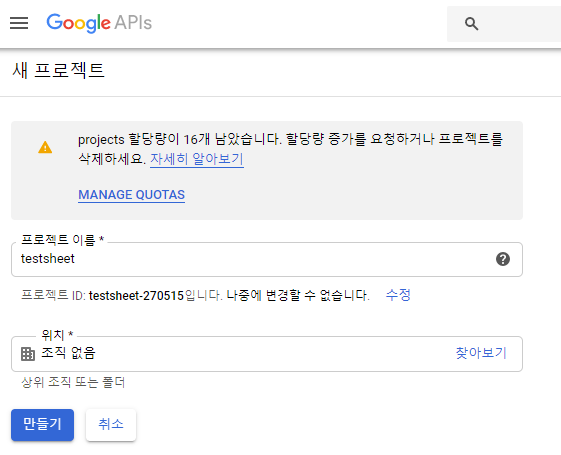 Google APIs
새 프로젝트
projects 할당량이 16개 남았습니다. 할당량 증가를 요청하거나 프로젝트를
삭제하세요. 자세히 알아보기
MANAGE QUOTAS
프로젝트 이름 *
testsheet
프로젝트 ID: testsheet-270515입니다. 나중에 변경할 수 없습니다. 수정
위치 *
조직 없음 찾아보기
상위 조직 또는 폴더
만들기 취소